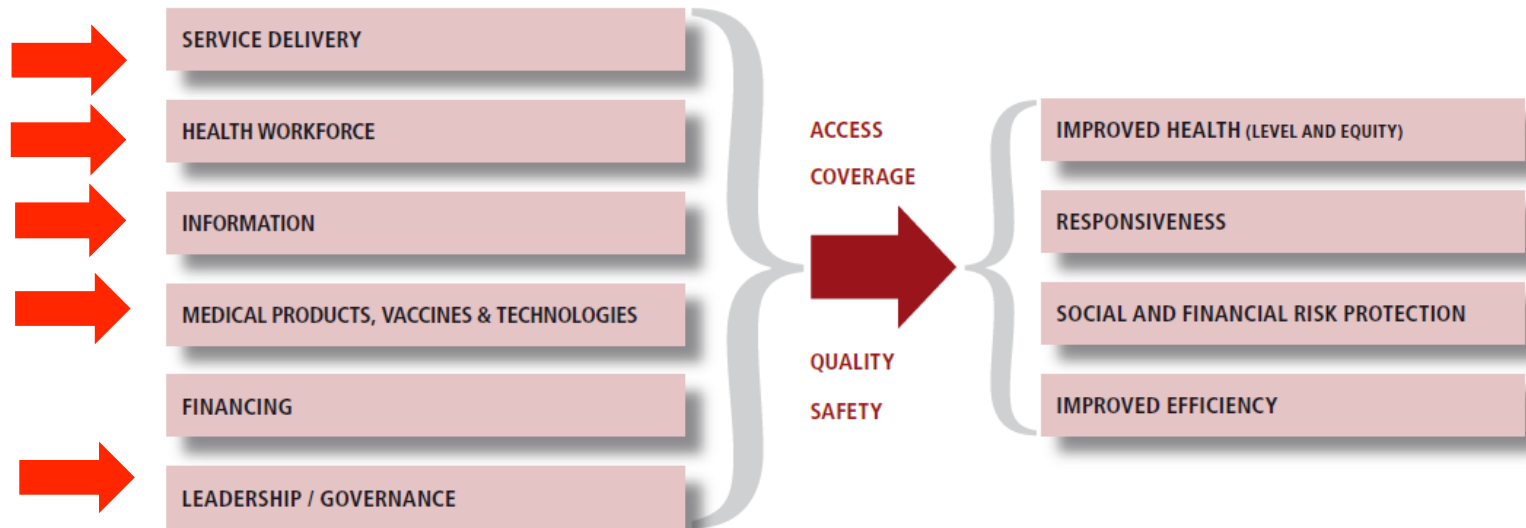 SERVICE DELIVERY
HEALTH WORKFORCE
INFORMATION
MEDICAL PRODUCTS, VACCINES & TECHNOLOGIES
FINANCING
LEADERSHIP / GOVERNANCE
ACCESS
COVERAGE
QUALITY
SAFETY
IMPROVED HEALTH (LEVEL AND EQUITY)
RESPONSIVENESS
SOCIAL AND FINANCIAL RISK PROTECTION
IMPROVED EFFICIENCY